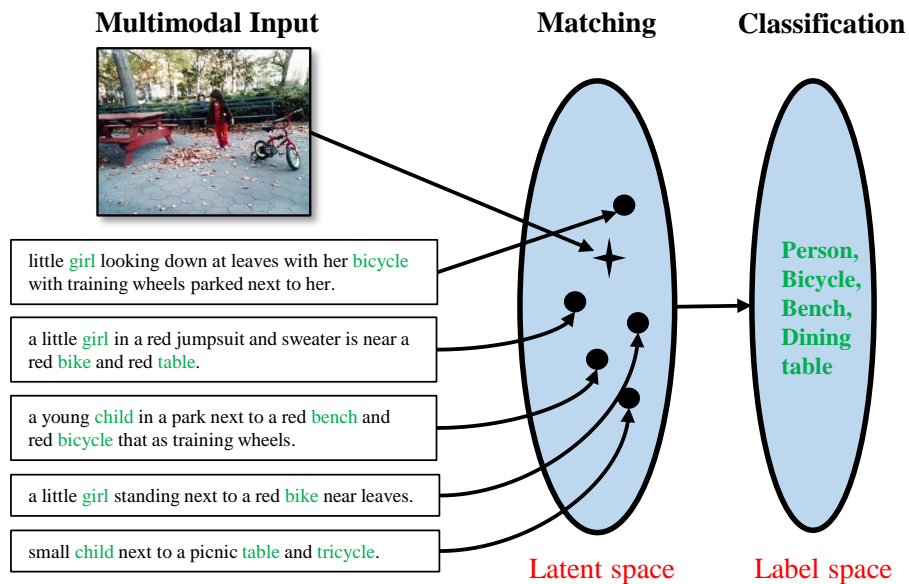 Multimodal Input
Matching
Classification
little girl looking down at leaves with her bicycle
with training wheels parked next to her.
a little girl in a red jumpsuit and sweater is near a
red bike and red table.
a young child in a park next to a red bench and
red bicycle that as training wheels.
a little girl standing next to a red bike near leaves.
small child next to a picnic table and tricycle.
Person,
Bicycle,
Bench,
Dining
table
Latent space
Label space